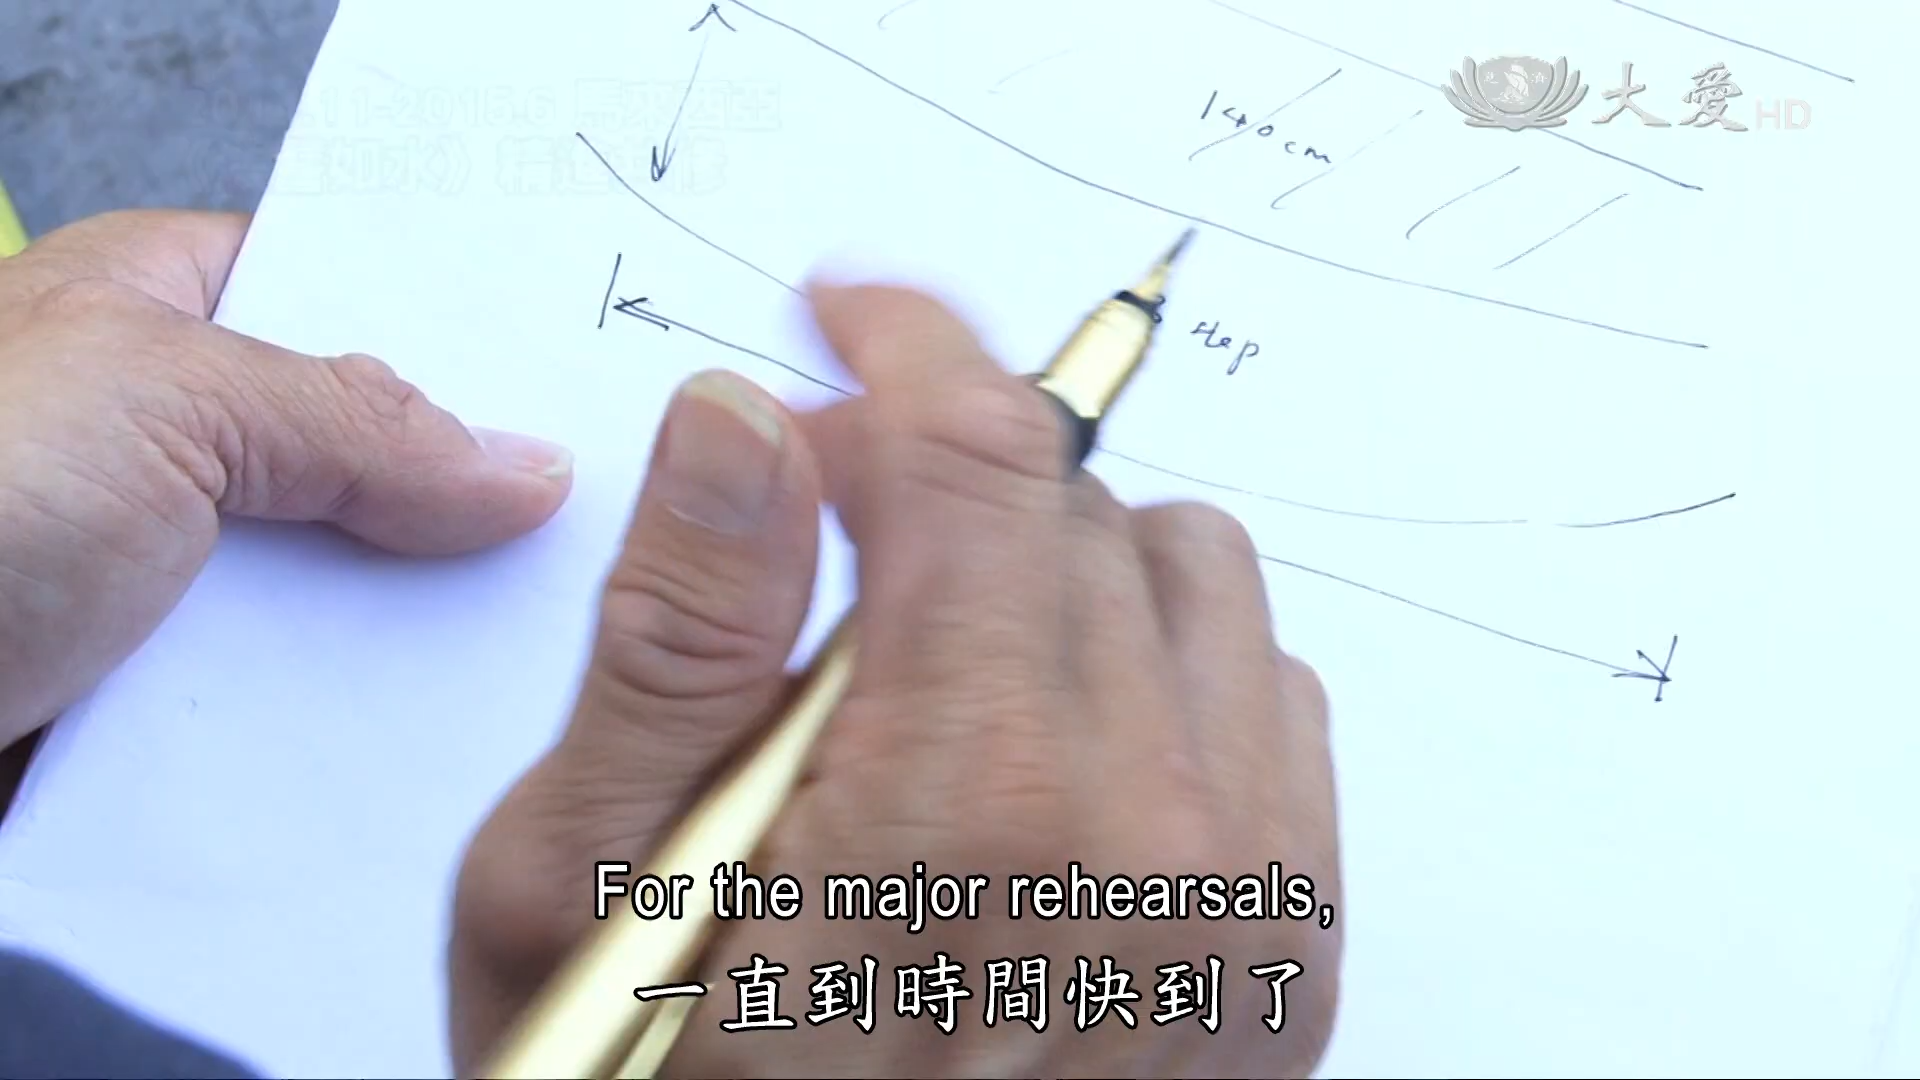 大愛HD
140cm
step
For the major rehearsals,
一直到時間快到了